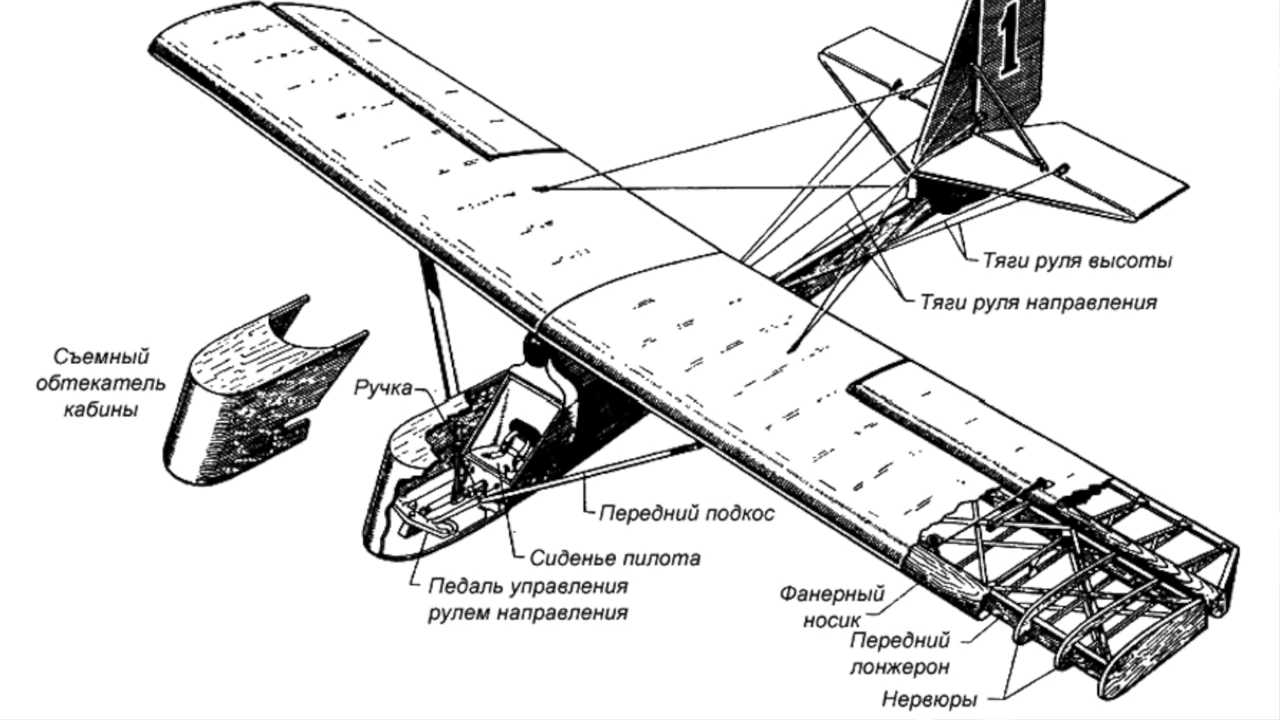 1
Тяги руля высоты
Тяги руля направления
Съемный
обтекатель
кабины
Ручка
Передний подкос
Сиденье пилота
Педаль управления
рулем направления
Фанерный
носик
Передний
лонжерон
Нервюры